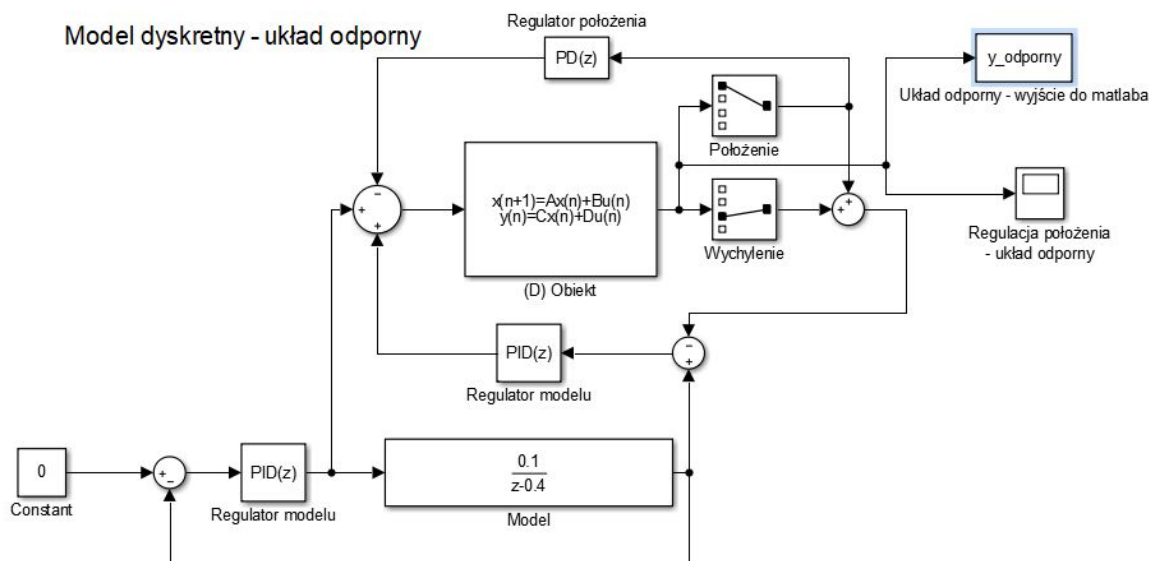 Model dyskretny - układ odporny
Regulator położenia
PD(z)
y_odporny
Układ odporny - wyjście do matlaba
Położenie
−
+
+
x(n+1)=Ax(n)+Bu(n)
y(n)=Cx(n)+Du(n)
(D) Obiekt
Wychylenie
+
+
Regulacja położenia
- układ odporny
PID(z)
Regulator modelu
−
+
0
Constant
+
−
PID(z)
Regulator modelu
0.1
z-0.4
Model